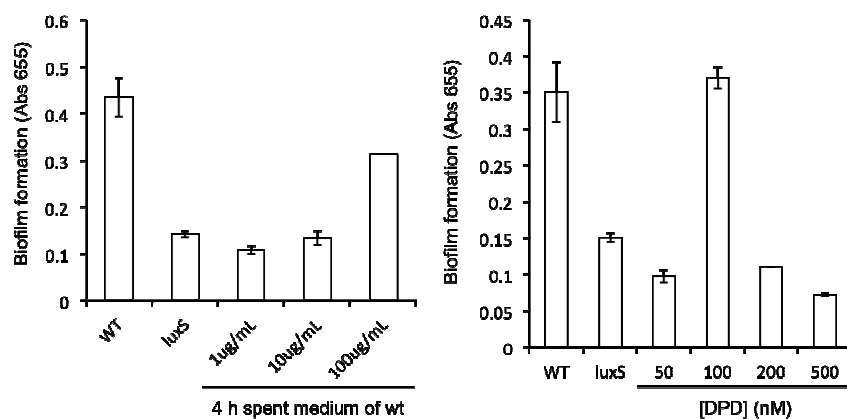 Biofilm formation (Abs 655)
0.6
0.5
0.4
0.3
0.2
0.1
0
WT
luxS
1ug/mL
10ug/mL
100ug/mL
4 h spent medium of wt
Biofilm formation (Abs 655)
0.45
0.4
0.35
0.3
0.25
0.2
0.15
0.1
0.05
0
WT luxS 50 100 200 500
[DPD] (nM)